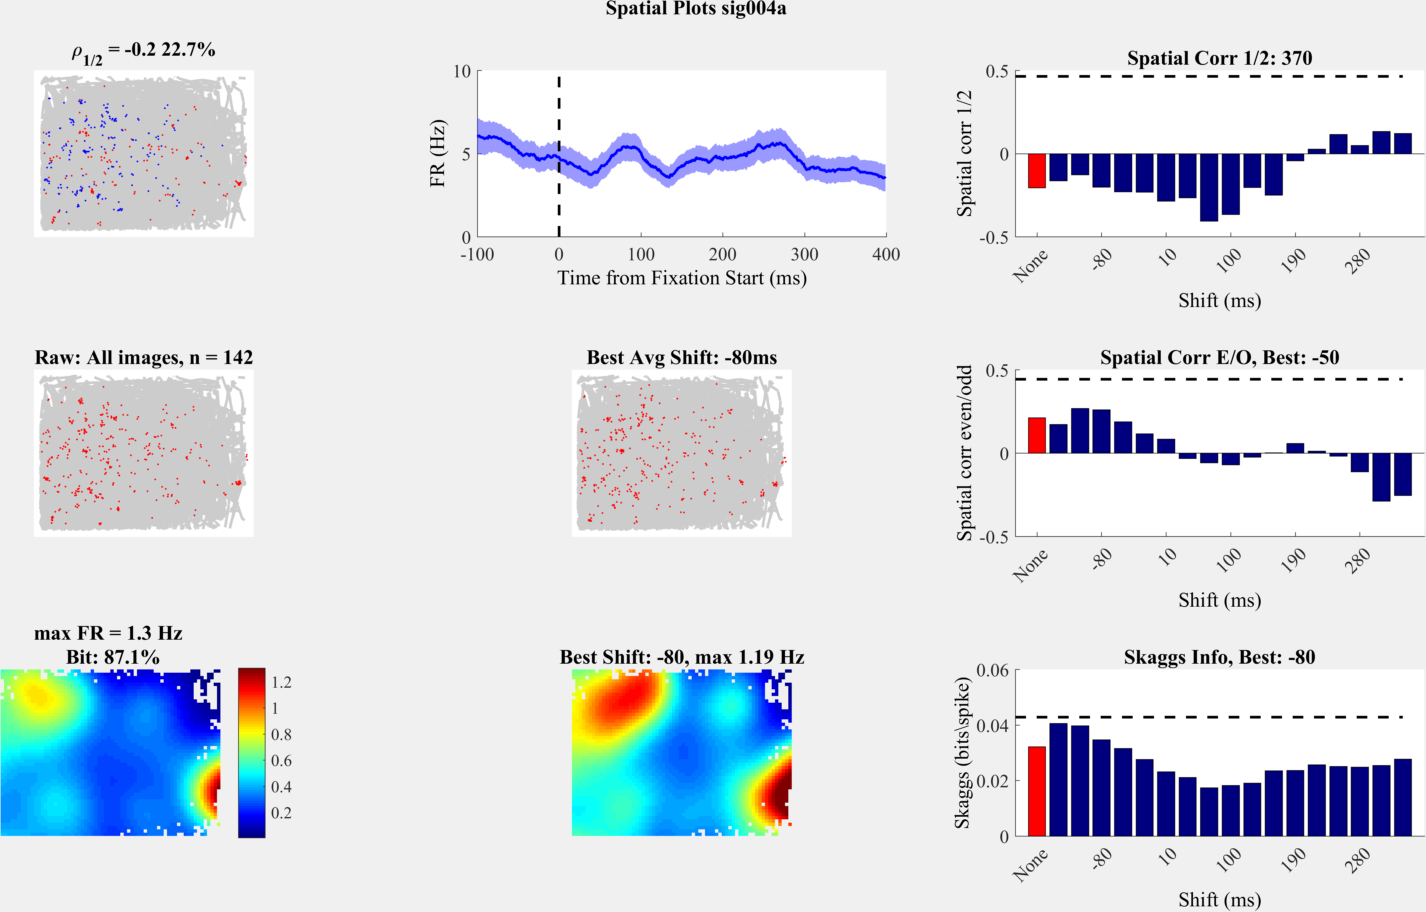 Spatial Plots sig004a
ρ1/2 = -0.2 22.7%
10
5
0
FR (Hz)
-100
0
100
200
300
400
Time from Fixation Start (ms)
Spatial Corr 1/2: 370
0.5
0
-0.5
Spatial corr 1/2
None
-80
10
100
190
280
Shift (ms)
Raw: All images, n = 142
Best Avg Shift: -80ms
Spatial Corr E/O, Best: -50
0.5
0
-0.5
Spatial corr even/odd
None
-80
10
100
190
280
Shift (ms)
max FR = 1.3 Hz
Bit: 87.1%
1.2
1
0.8
0.6
0.4
0.2
Best Shift: -80, max 1.19 Hz
Skaggs Info, Best: -80
0.06
0.04
0.02
0
Skaggs (bits\spike)
None
-80
10
100
190
280
Shift (ms)